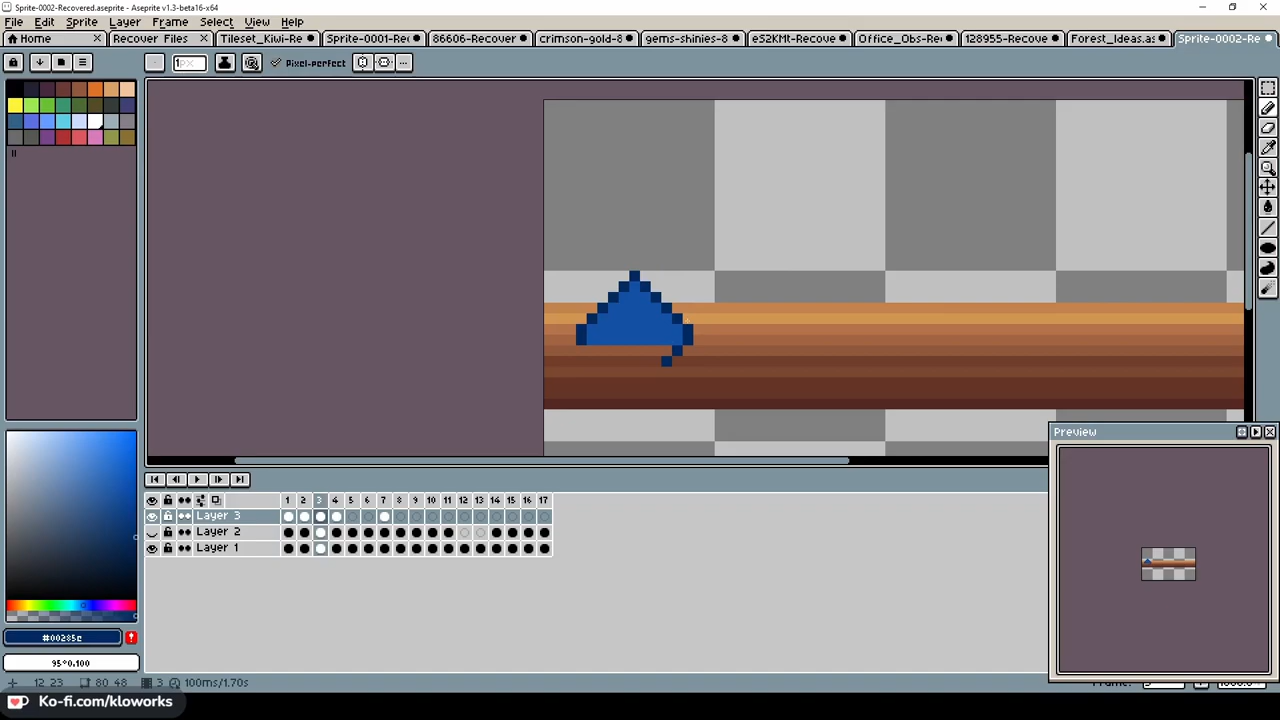 Sprite-0002-Recovered.aseprite - Aseprite v1.3-beta16-x64
File Edit Sprite Layer Frame Select View Help
Home Recover Files Tileset_Kiwi-Re Sprite-0001-Re 86606-Recover crimson-gold-8 gems-shinies-8 eS2KMt-Recove Office_Obs-Re 128955-Recove Forest_Ideas.as Sprite-0002-Re
1px Pixel-perfect
Preview
1 2 3 4 5 6 7 8 9 10 11 12 13 14 15 16 17
Layer 3
Layer 2
Layer 1
#00285c
12 23 80 48 3 100ms/1.70s
Ko-fi.com/kloworks